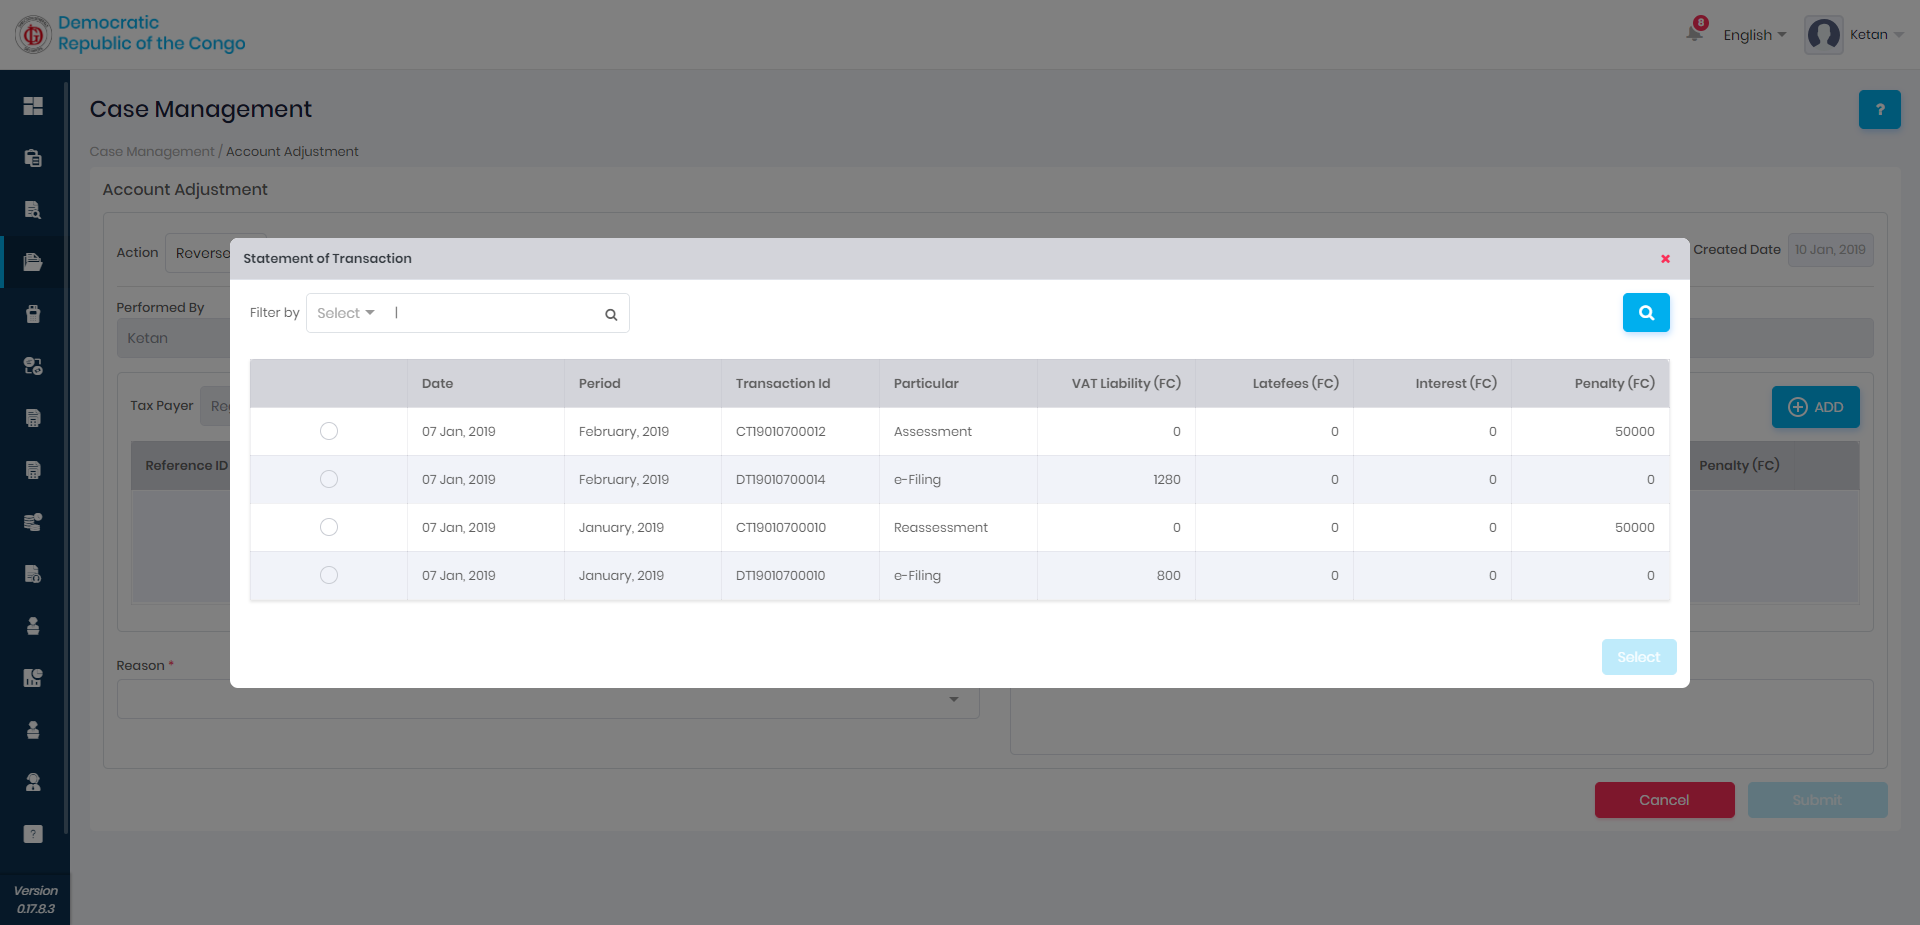 Democratic
Republic of the Congo
8
English
Ketan
Case Management
?
Case Management / Account Adjustment
Account Adjustment
Action
Reverse
Created Date
10 Jan, 2019
Performed By
Ketan
Tax Payer
ADD
Reference ID
Penalty (FC)
Statement of Transaction
Filter by
Select
Date Period Transaction Id Particular VAT Liability (FC) Latefees (FC) Interest (FC) Penalty (FC)
07 Jan, 2019 February, 2019 CT19010700012 Assessment 0 0 0 50000
07 Jan, 2019 February, 2019 DT19010700014 e-Filing 1280 0 0 0
07 Jan, 2019 January, 2019 CT19010700010 Reassessment 0 0 0 50000
07 Jan, 2019 January, 2019 DT19010700010 e-Filing 800 0 0 0
Select
Reason *
Cancel
Submit
?
Version
0.17.8.3